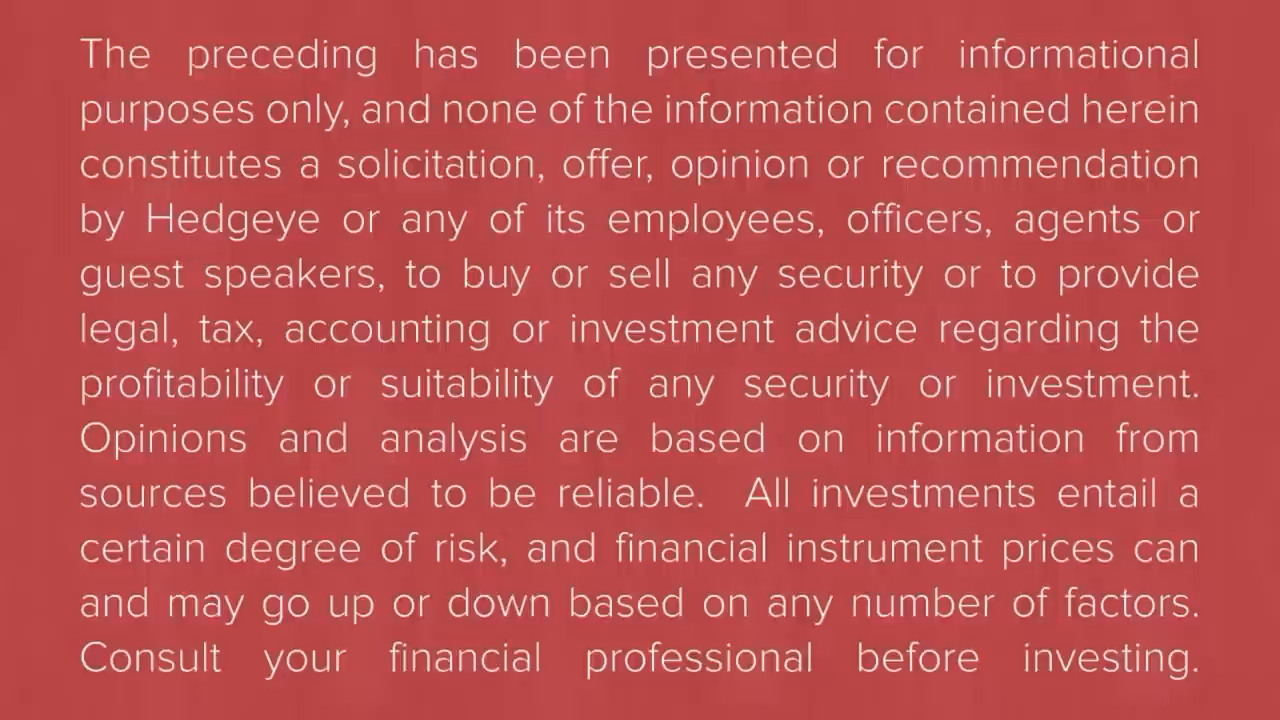 The preceding has been presented for informational
purposes only, and none of the information contained herein
constitutes a solicitation, offer, opinion or recommendation
by Hedgeye or any of its employees, officers, agents or
guest speakers, to buy or sell any security or to provide
legal, tax, accounting or investment advice regarding the
profitability or suitability of any security or investment.
Opinions and analysis are based on information from
sources believed to be reliable.  All investments entail a
certain degree of risk, and financial instrument prices can
and may go up or down based on any number of factors.
Consult your financial professional before investing.